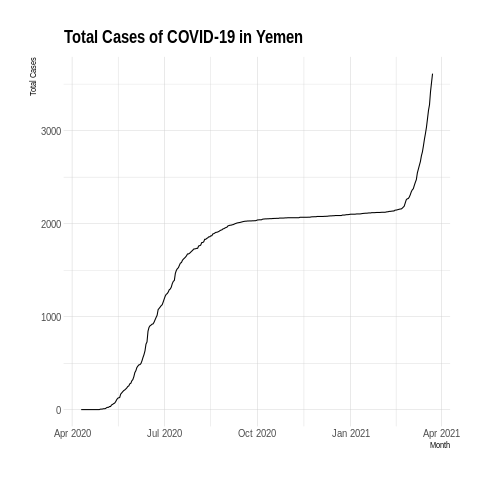 Total Cases of COVID-19 in Yemen
Total Cases
3000
2000
1000
0
Apr 2020 Jul 2020 Oct 2020 Jan 2021 Apr 2021
Month